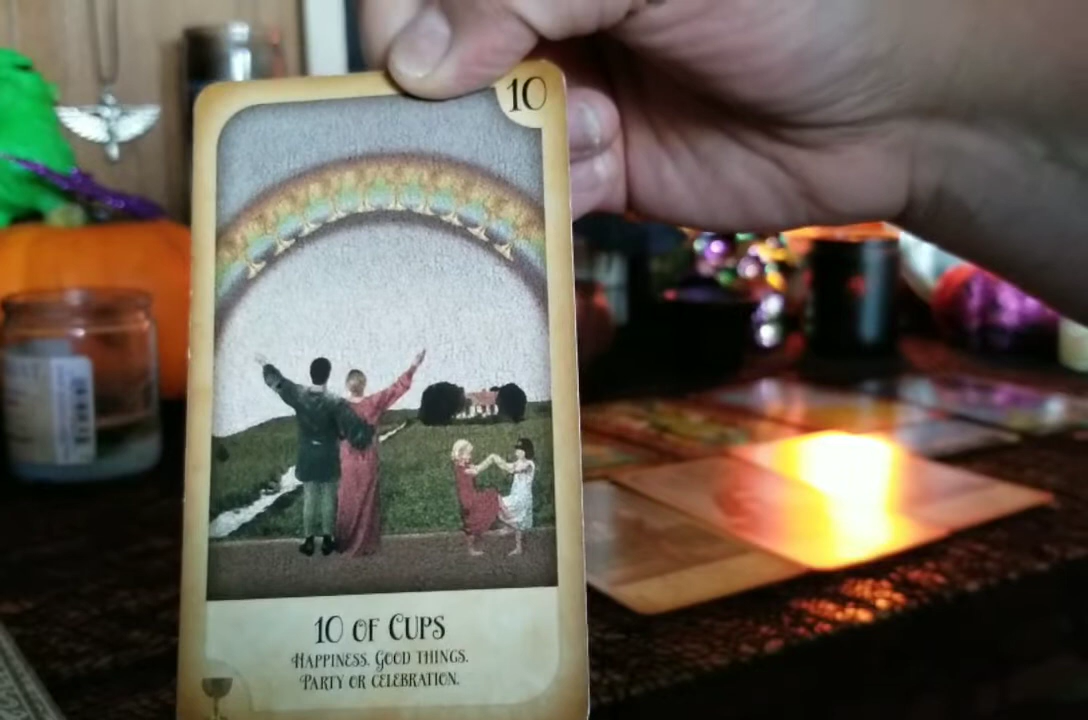 10
10 OF CUPS
HAPPINESS. GOOD THINGS.
PARTY OR CELEBRATION.